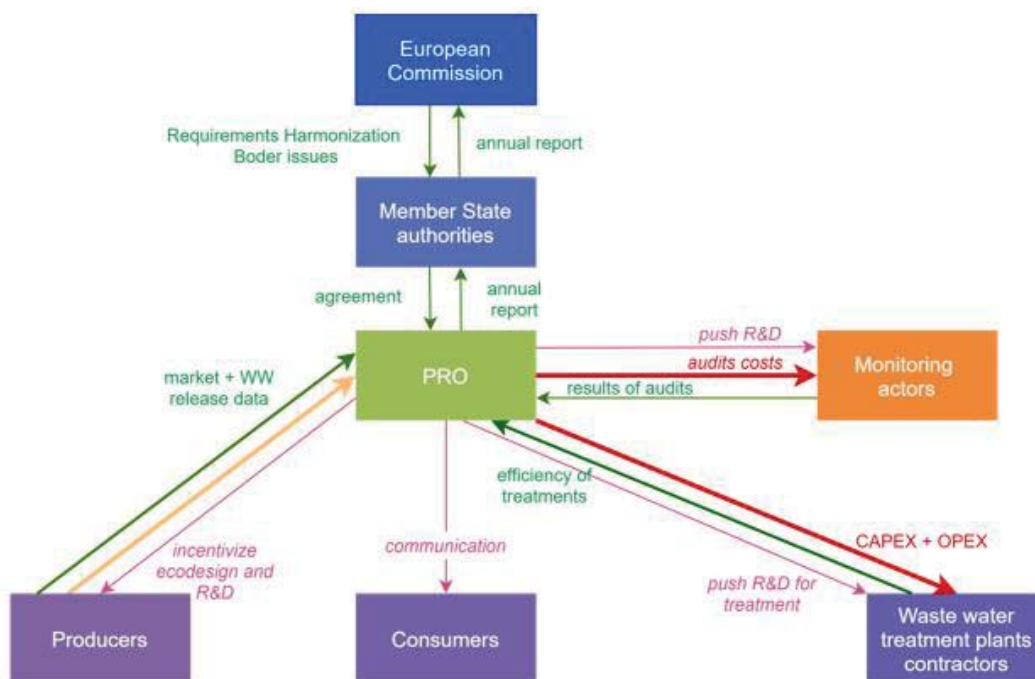 European
Commission
Requirements Harmonization
Boder issues
annual report
Member State
authorities
agreement
annual
report
PRO
push R&D
audits costs
results of audits
Monitoring
actors
market + WW
release data
efficiency of
treatments
incentivize
ecodesign and
R&D
communication
CAPEX + OPEX
push R&D for
treatment
Producers
Consumers
Waste water
treatment plants
contractors